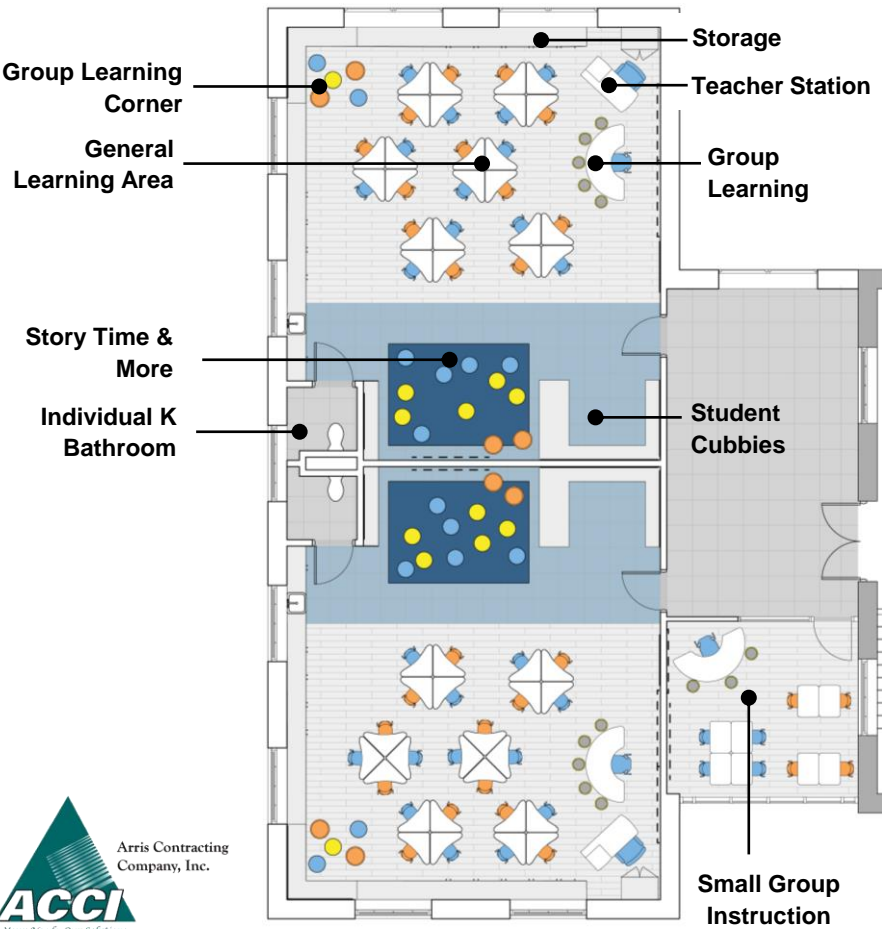 Storage
Group Learning
Corner
Teacher Station
General
Learning Area
Group
Learning
Story Time &
More
Individual K
Bathroom
Student
Cubbies
Small Group
Instruction
Arris Contracting
Company, Inc.
ACCI